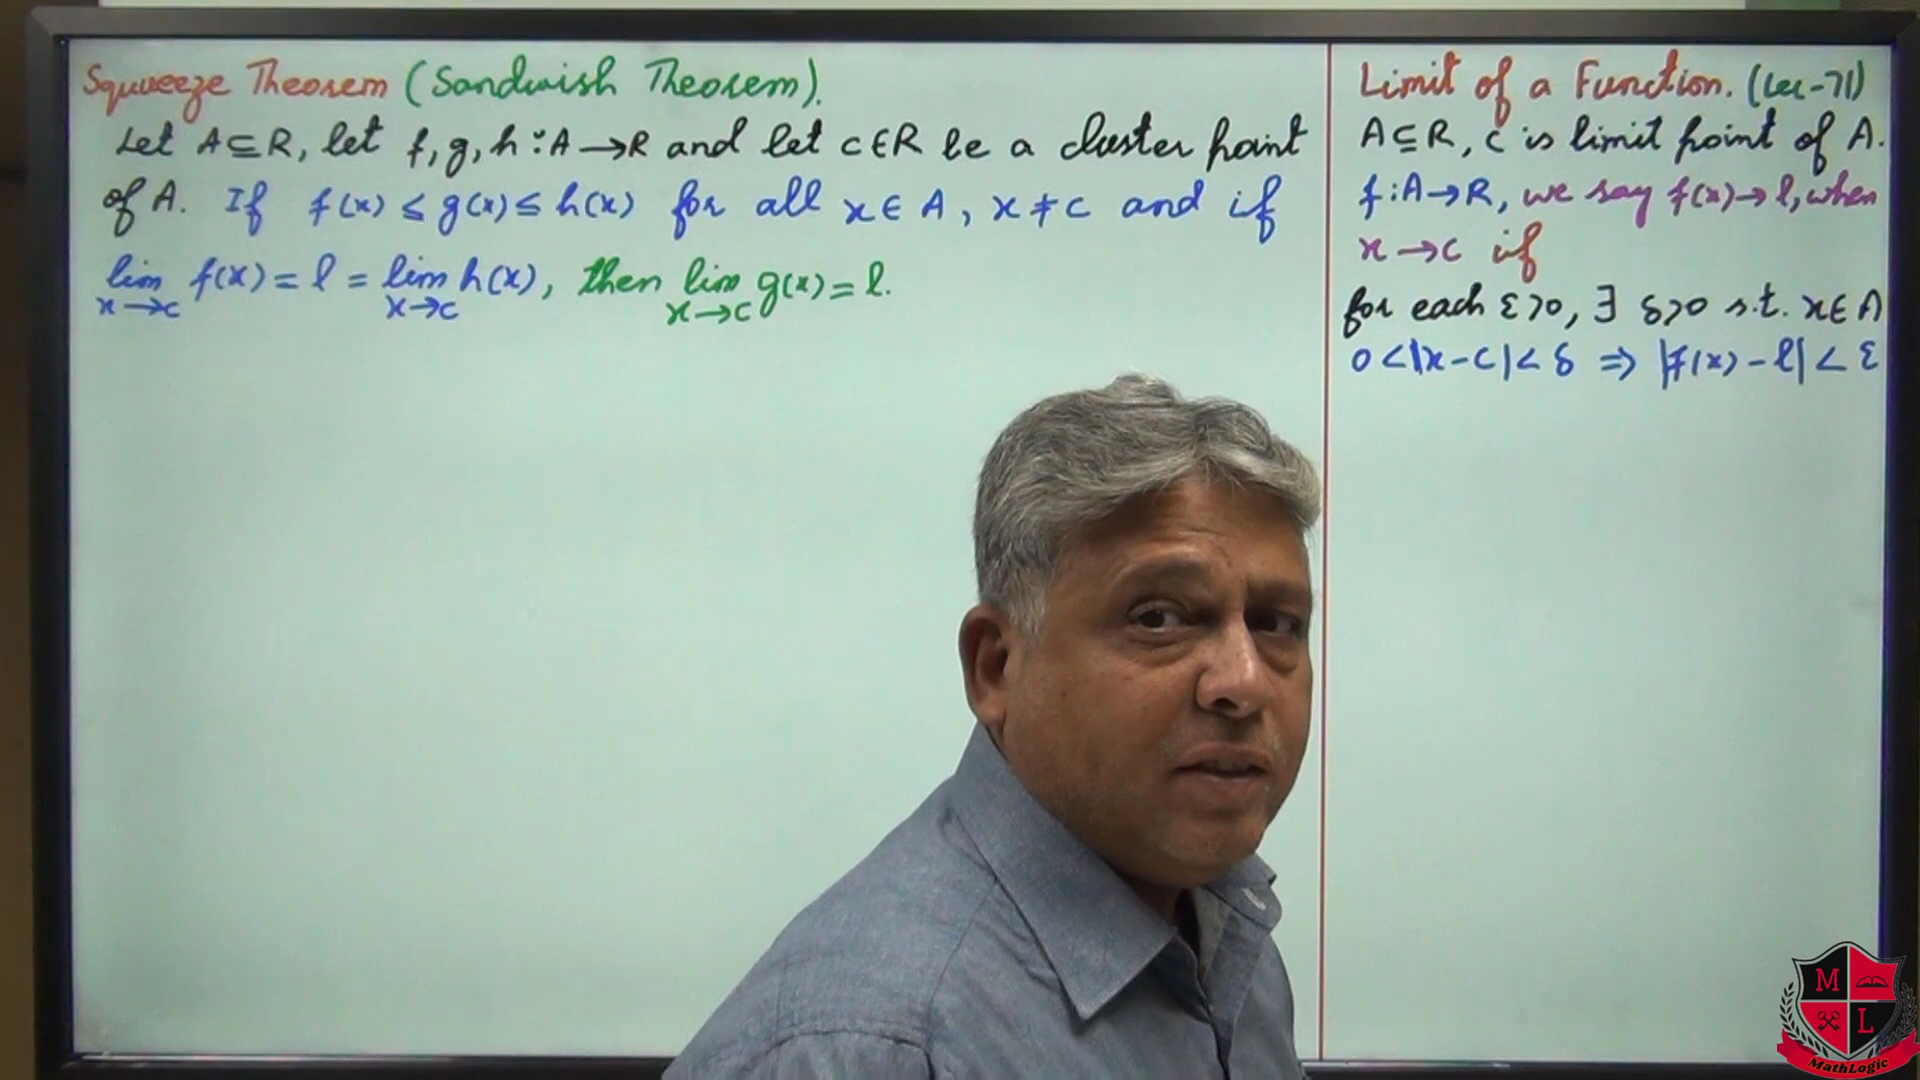 Squeeze Theorem (Sandwish Theorem).
Let A⊆R, let f,g,h:A→R and let c∈R be a cluster point
of A. If f(x) ≤ g(x) ≤ h(x) for all x∈A, x≠c and if
lim f(x) = l = lim h(x), then lim g(x) = l.
x→c x→c x→c
Limit of a Function. (Lec-71)
A⊆R, c is limit point of A.
f:A→R, we say f(x)→l, when
x→c if
for each ε>0, ∃ δ>0 s.t. x∈A
0<|x-c|<δ ⇒ |f(x)-l|<ε
M
L
MathLogic